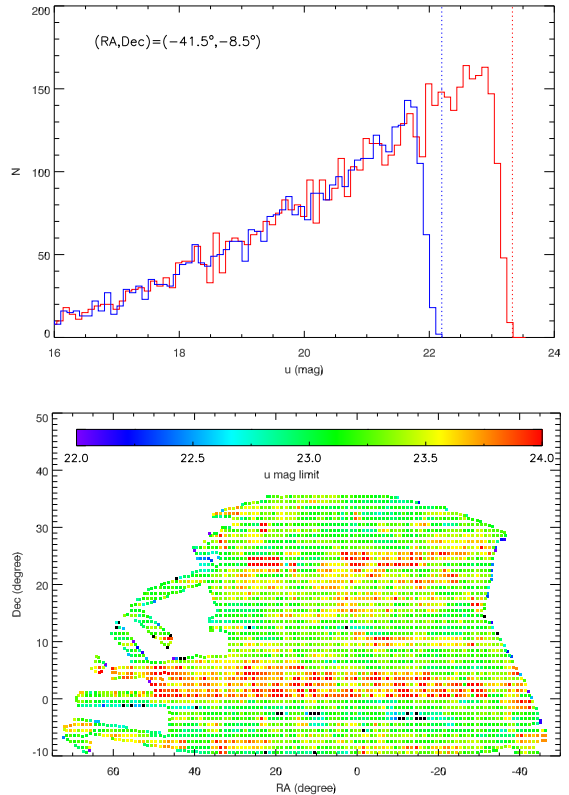 200
(RA,Dec)=(−41.5°,−8.5°)
150
N
100
50
0
16 18 20 22 24
u (mag)
50
22.0 22.5 23.0 23.5 24.0
u mag limit
40
30
20
Dec (degree)
10
0
-10
60 40 20 0 -20 -40
RA (degree)